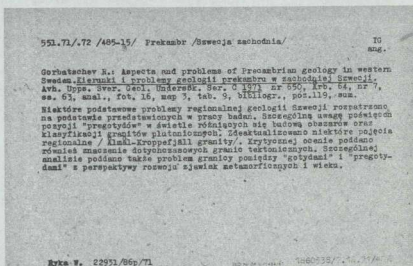 551.71/.72 /485-15/ Prekambr /Szwecja zachodnia/ TG
ang.
Gorbatschev R.: Aspects and problems of Precambrian geology in western
Sweden. Kierunki i problemy geologii prekambru w zachodniej Szwecji.
Avh. Upps. Sver. Geol. Undersök. Ser. C 1971 nr 650, Årb. 64, nr 7,
ss. 63, anal., fot. 16, map 3, tab. 9, bibliogr., poz. 119, sum.
Niektóre podstawowe problemy regionalnej geologii Szwecji rozpatrzono
na podstawie przedstawionych w pracy badań. Szczególną uwagę poświęcono
pozycji "pregotydów" w świetle różniących się budową obszarów oraz
klasyfikacji granitów plutonicznych. Zdeaktualizowano niektóre pojęcia
regionalne / Åmål-Kroppefjäll granity/. Krytycznej ocenie poddano
również znaczenie dotychczasowych granic tektonicznych. Szczególnej
analizie poddano także problem granicy pomiędzy "gotydami" i "pregoty-
dami" z perspektywy rozwoju zjawisk metamorficznych i wieku.
Ryka W. 22931/86p/71